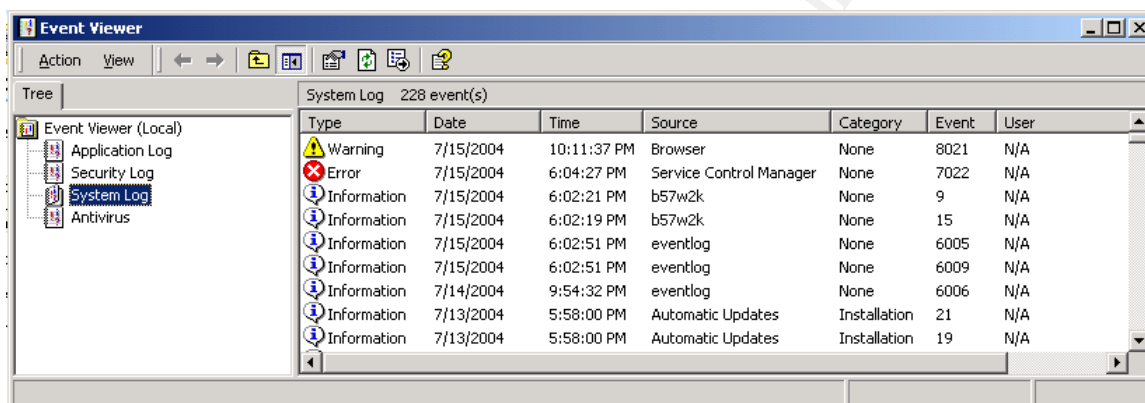 Event Viewer
Action View
Tree
System Log 228 event(s)
Event Viewer (Local)
Application Log
Security Log
System Log
Antivirus
Type Date Time Source Category Event User
Warning 7/15/2004 10:11:37 PM Browser None 8021 N/A
Error 7/15/2004 6:04:27 PM Service Control Manager None 7022 N/A
Information 7/15/2004 6:02:21 PM b57w2k None 9 N/A
Information 7/15/2004 6:02:19 PM b57w2k None 15 N/A
Information 7/15/2004 6:02:51 PM eventlog None 6005 N/A
Information 7/15/2004 6:02:51 PM eventlog None 6009 N/A
Information 7/14/2004 9:54:32 PM eventlog None 6006 N/A
Information 7/13/2004 5:58:00 PM Automatic Updates Installation 21 N/A
Information 7/13/2004 5:58:00 PM Automatic Updates Installation 19 N/A